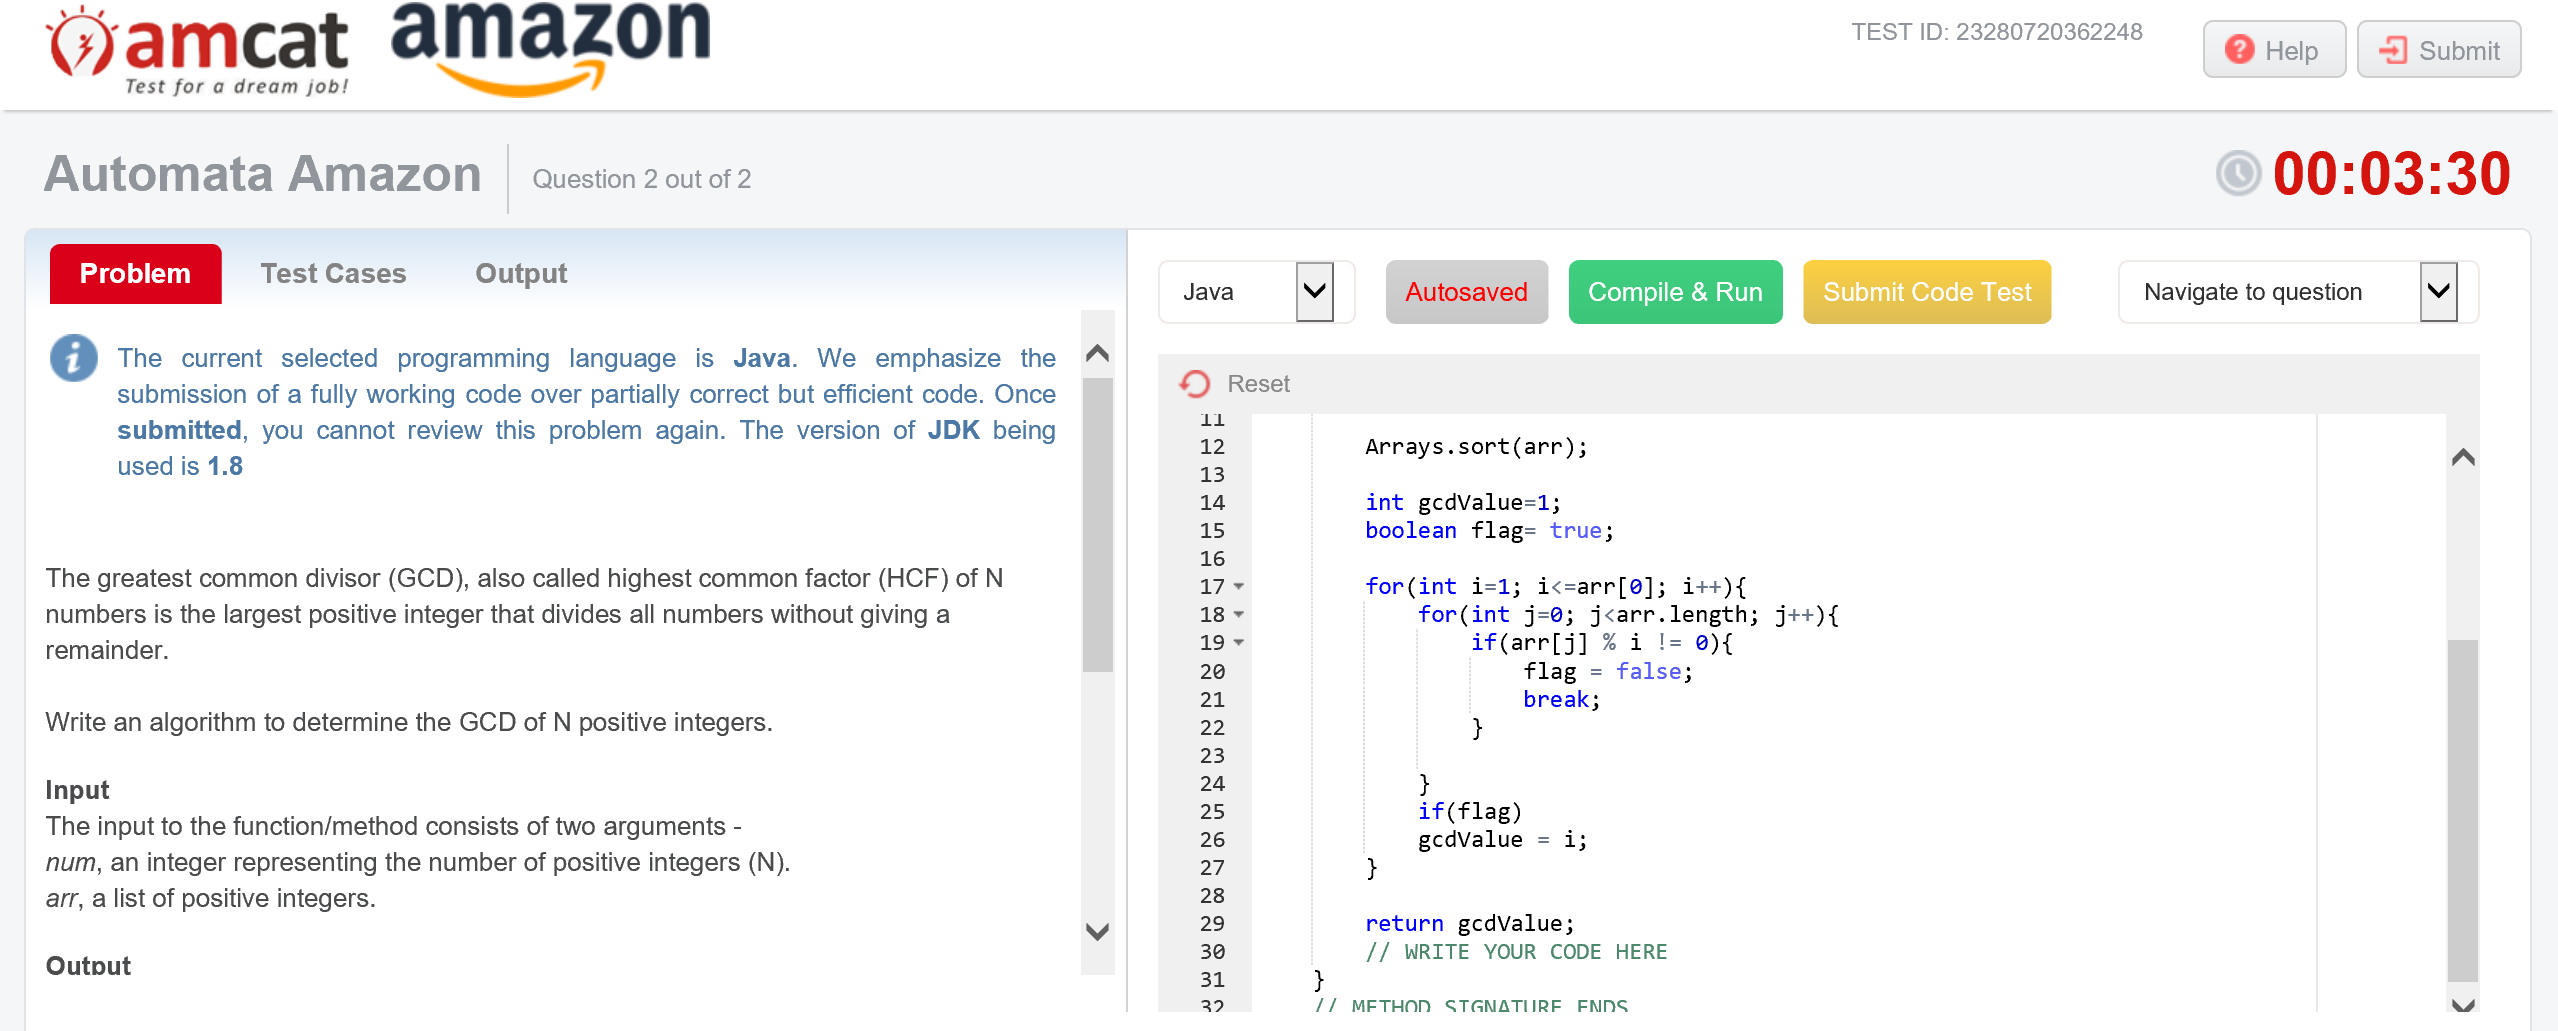 amcat
Test for a dream job!
amazon
TEST ID: 23280720362248
Help
Submit
Automata Amazon
Question 2 out of 2
00:03:30
Problem
Test Cases
Output
The current selected programming language is Java. We emphasize the
submission of a fully working code over partially correct but efficient code. Once
submitted, you cannot review this problem again. The version of JDK being
used is 1.8
The greatest common divisor (GCD), also called highest common factor (HCF) of N
numbers is the largest positive integer that divides all numbers without giving a
remainder.
Write an algorithm to determine the GCD of N positive integers.
Input
The input to the function/method consists of two arguments -
num, an integer representing the number of positive integers (N).
arr, a list of positive integers.
Output
Java
Autosaved
Compile & Run
Submit Code Test
Navigate to question
Reset
11
12 Arrays.sort(arr);
13
14 int gcdValue=1;
15 boolean flag= true;
16
17 for(int i=1; i<=arr[0]; i++){
18 for(int j=0; j<arr.length; j++){
19 if(arr[j] % i != 0){
20 flag = false;
21 break;
22 }
23
24 }
25 if(flag)
26 gcdValue = i;
27 }
28
29 return gcdValue;
30 // WRITE YOUR CODE HERE
31 }
32 // METHOD SIGNATURE ENDS